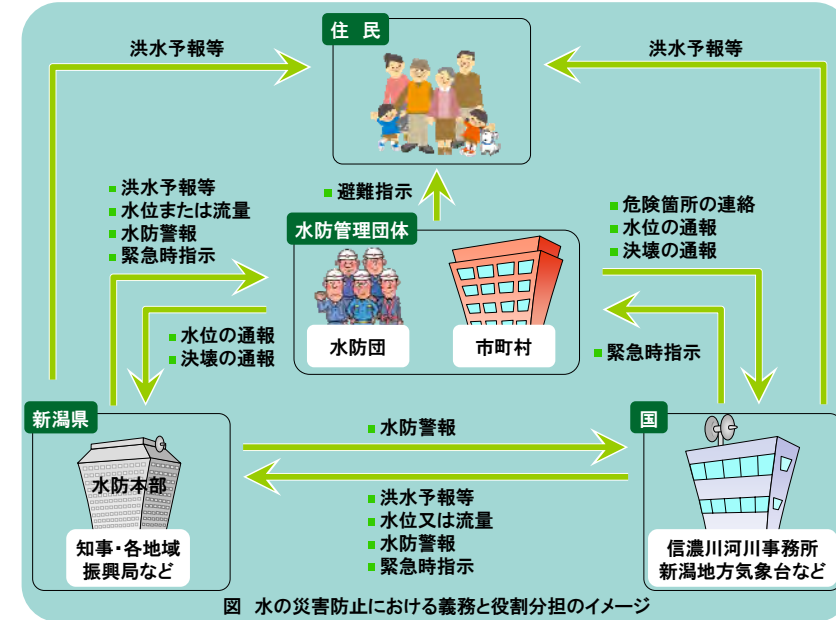 住 民
洪水予報等
洪水予報等
避難指示
洪水予報等
水位または流量
水防警報
緊急時指示
水防管理団体
危険箇所の連絡
水位の通報
決壊の通報
水防団
市町村
水位の通報
決壊の通報
緊急時指示
新潟県
水防本部
知事・各地域
振興局など
水防警報
洪水予報等
水位又は流量
水防警報
緊急時指示
国
信濃川河川事務所
新潟地方気象台など
図 水の災害防止における義務と役割分担のイメージ